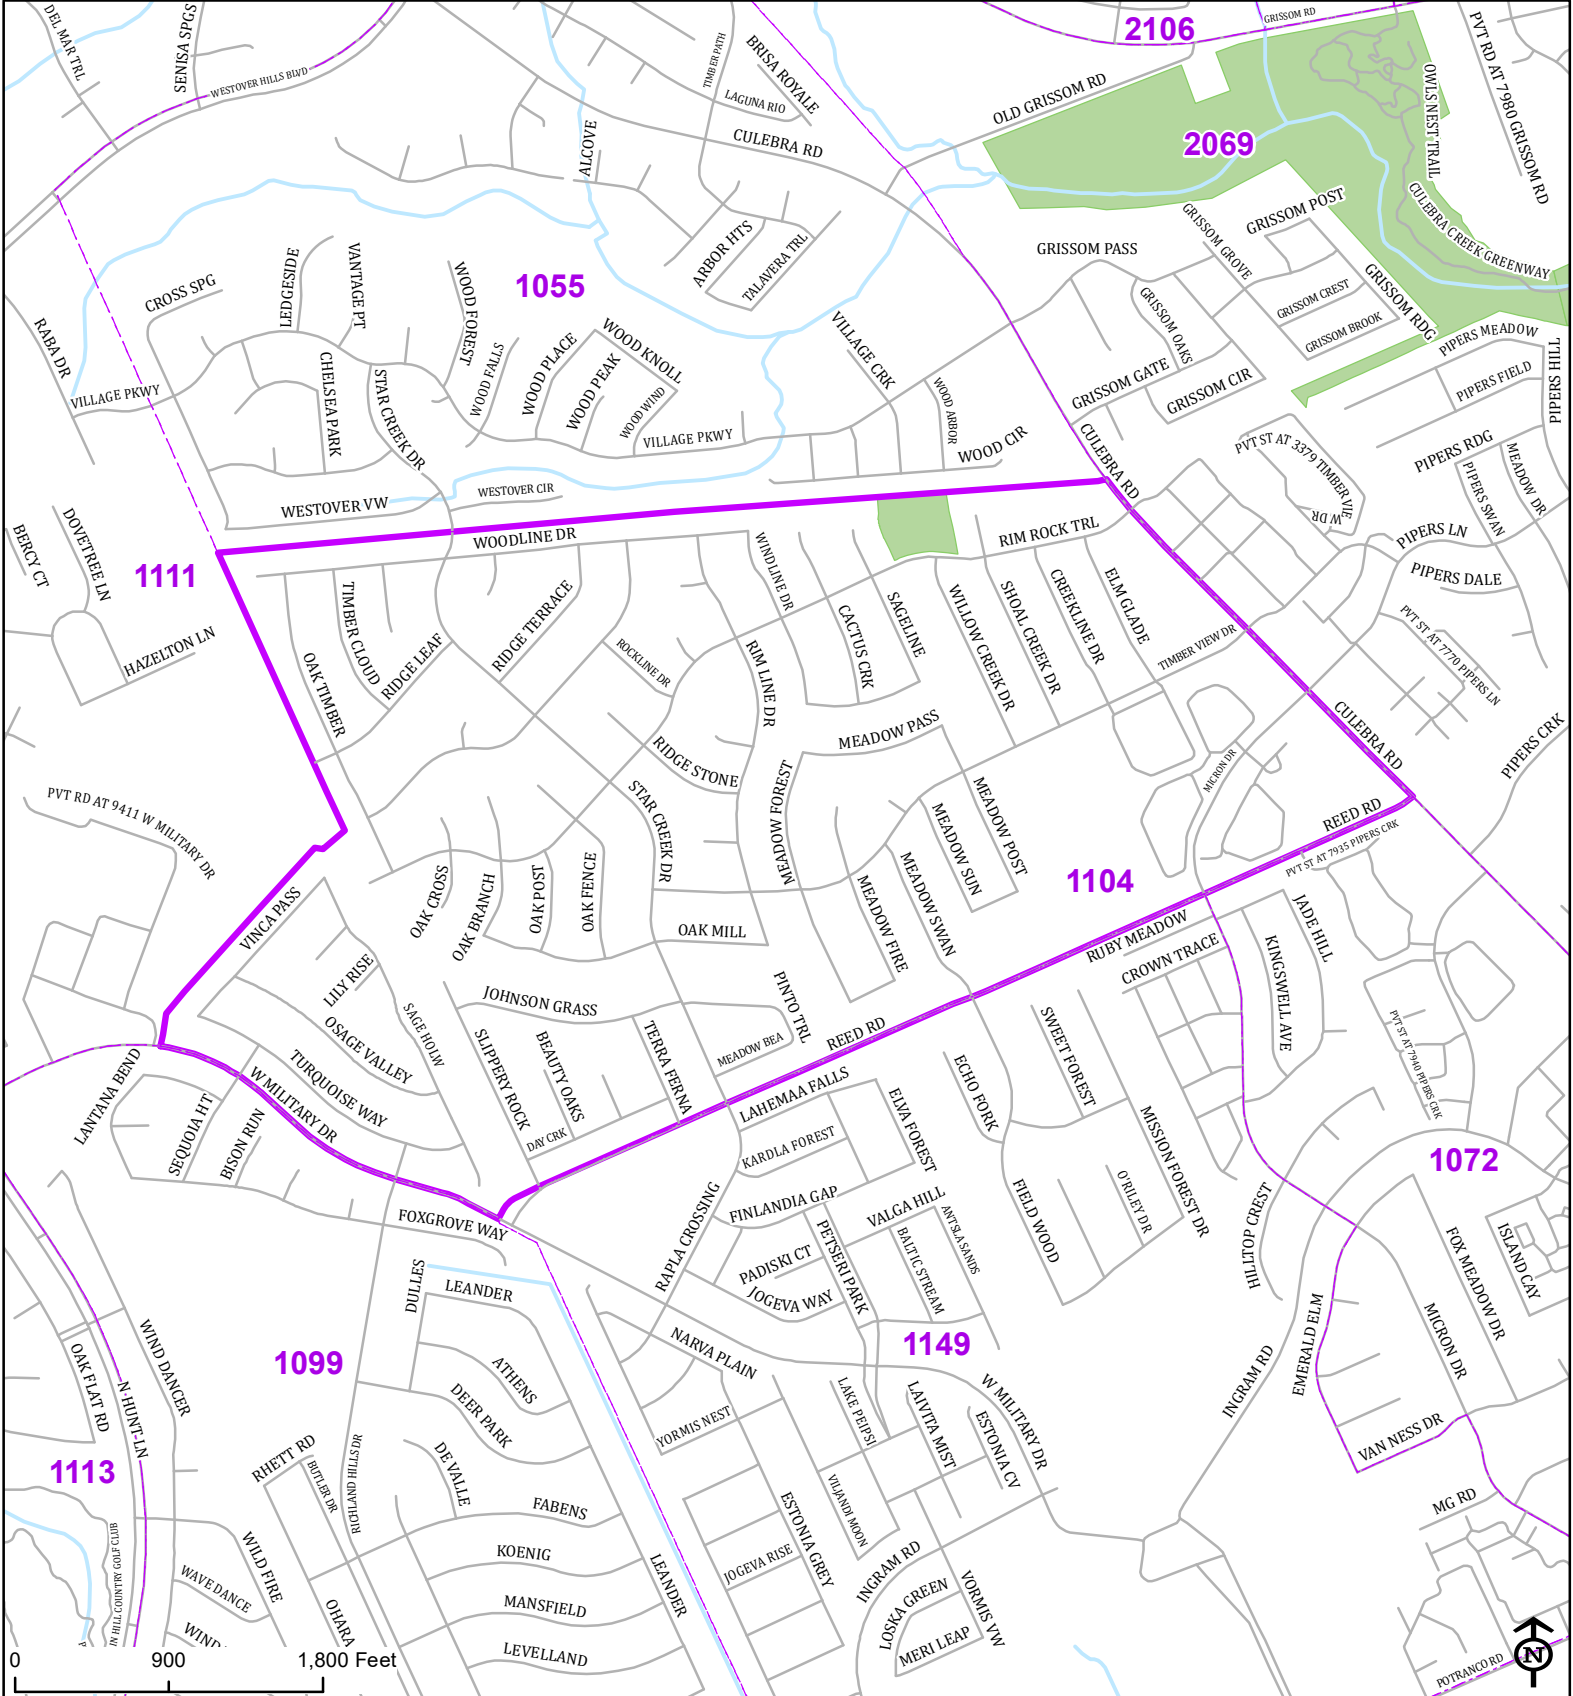 DEL MAR TRL
SENISA SPGS
WESTOVER HILLS BLVD
TIMBER PATH
BRISA ROYALE
LAGUNA RIO
CULEBRA RD
ALCOVE
2106
GRISSOM RD
OLD GRISSOM RD
OWLS NEST TRAIL
PVT RD AT 7980 GRISSOM RD
2069
CULEBRA CREEK GREENWAY
GRISSOM POST
GRISSOM GROVE
GRISSOM PASS
GRISSOM CREST
GRISSOM RDG
GRISSOM BROOK
GRISSOM OAKS
GRISSOM GATE
GRISSOM CIR
ARBOR HTS
TALAVERA TRL
CROSS SPG
LEDGESIDE
VANTAGE PT
WOOD FOREST
1055
RABA DR
VILLAGE PKWY
CHELSEA PARK
STAR CREEK DR
WOOD FALLS
WOOD PLACE
WOOD KNOLL
WOOD PEAK
WOOD WIND
VILLAGE PKWY
VILLAGE CRK
WOOD ARBOR
WOOD CIR
CULEBRA RD
PIPERS MEADOW
PIPERS FIELD
PIPERS HILL
PIPERS RDG
MEADOW DR
PIPERS SWAN
PVT ST AT 3379 TIMBER VIE
W DR
PIPERS LN
PIPERS DALE
PVT ST AT 7770 PIPERS LN
PIPERS CRK
WESTOVER VW
WESTOVER CIR
WOODLINE DR
BERCY CT
DOVETREE LN
1111
HAZELTON LN
TIMBER CLOUD
OAK TIMBER
RIDGE LEAF
RIDGE TERRACE
ROCKLINE DR
WINDLINE DR
RIM LINE DR
CACTUS CRK
SAGELINE
RIM ROCK TRL
WILLOW CREEK DR
SHOAL CREEK DR
CREEKLINE DR
ELM GLADE
TIMBER VIEW DR
CULEBRA RD
MICRON DR
MEADOW PASS
RIDGE STONE
MEADOW FOREST
STAR CREEK DR
MEADOW POST
MEADOW SUN
MEADOW SWAN
MEADOW FIRE
1104
REED RD
PVT ST AT 7935 PIPERS CRK
PVT RD AT 9411 W MILITARY DR
VINCA PASS
OAK CROSS
OAK BRANCH
OAK POST
OAK FENCE
OAK MILL
LILY RISE
SAGE HOLW
OSAGE VALLEY
TURQUOISE WAY
W MILITARY DR
JOHNSON GRASS
SLIPPERY ROCK
BEAUTY OAKS
TERRA FERNA
MEADOW BEA
PINTO TRL
DAY CRK
REED RD
RUBY MEADOW
CROWN TRACE
KINGSWELL AVE
JADE HILL
PVT ST AT 7940 PIPERS CRK
LANTANA BEND
SEQUOIA HT
BISON RUN
FOXGROVE WAY
LAHEMAA FALLS
KARDLA FOREST
ELVA FOREST
ECHO FORK
SWEET FOREST
MISSION FOREST DR
O'RILEY DR
FIELD WOOD
FINLANDIA GAP
VALGA HILL
ANTSLA SANDS
BALTIC STREAM
PETSERI PARK
PADISKI CT
JOGEVA WAY
RAPLA CROSSING
HILLTOP CREST
1072
FOX MEADOW DR
ISLAND CAY
MICRON DR
EMERALD ELM
INGRAM RD
VAN NESS DR
MG RD
POTRANCO RD
1149
NARVA PLAIN
W MILITARY DR
LAKE PEIPSI
LAIVITA MIST
ESTONIA CV
YORMIS NEST
VILJANDI MOON
ESTONIA GREY
JOGEVA RISE
INGRAM RD
LOSKA GREEN
MERI LEAP
VORMIS VW
DULLES
LEANDER
1099
ATHENS
DEER PARK
DE VALLE
RHETT RD
BUTLER DR
RICHLAND HILLS DR
FABENS
KOENIG
MANSFIELD
LEVELLAND
LEANDER
OHARA
WIND DANCER
OAK FLAT RD
N HUNT LN
1113
WILD FIRE
WAVE DANCE
WIND
N HILL COUNTRY GOLF CLUB
0
900
1,800 Feet
N